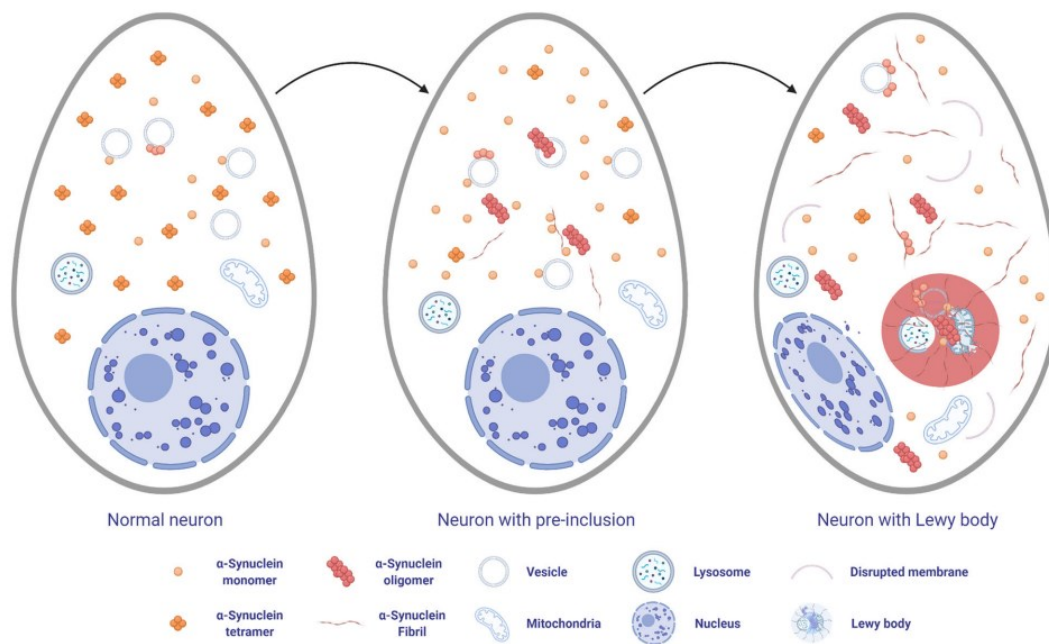 Normal neuron
Neuron with pre-inclusion
Neuron with Lewy body
α-Synuclein
monomer
α-Synuclein
oligomer
Vesicle
Lysosome
Disrupted membrane
α-Synuclein
tetramer
α-Synuclein
Fibril
Mitochondria
Nucleus
Lewy body